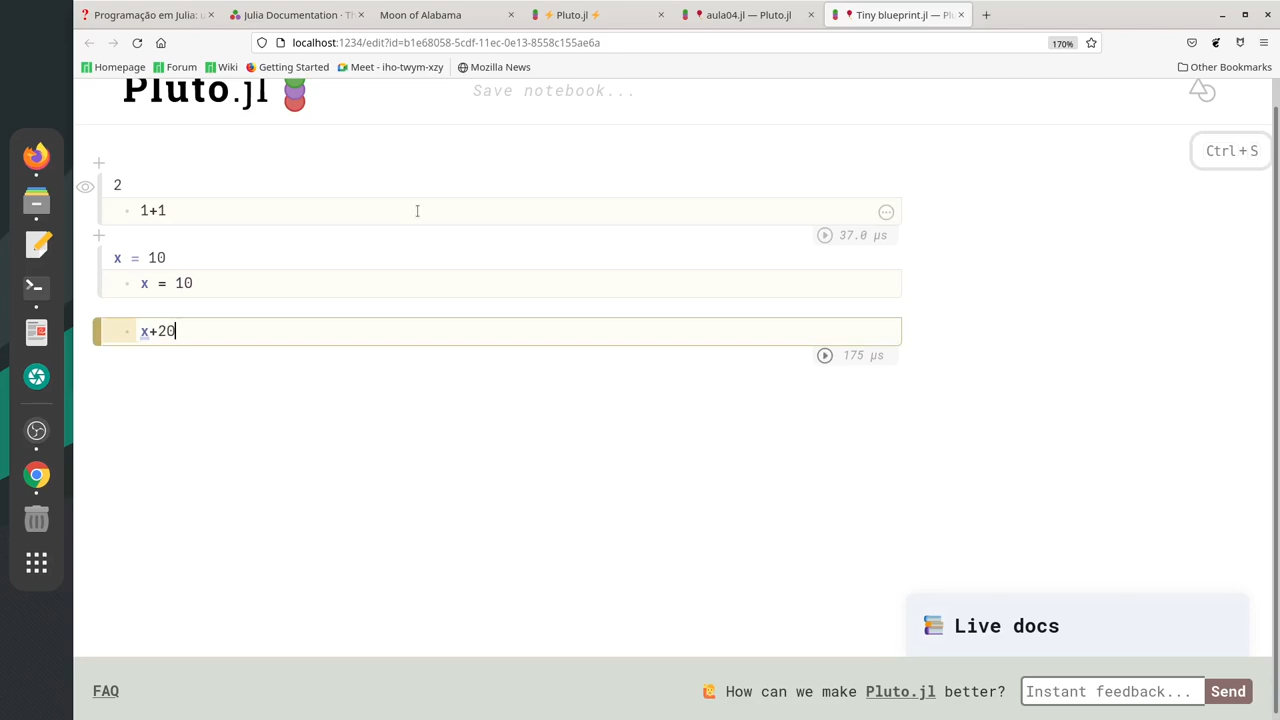 Programação em Julia: u
Julia Documentation · Th
Moon of Alabama
⚡ Pluto.jl ⚡
aula04.jl — Pluto.jl
Tiny blueprint.jl — Plu
localhost:1234/edit?id=b1e68058-5cdf-11ec-0e13-8558c155ae6a
170%
Homepage
Forum
Wiki
Getting Started
Meet - iho-twym-xzy
Mozilla News
Other Bookmarks
Pluto.jl
Save notebook...
Ctrl + S
2
1+1
37.0 µs
x = 10
x = 10
x+20
175 µs
Live docs
FAQ
How can we make Pluto.jl better?
Instant feedback...
Send